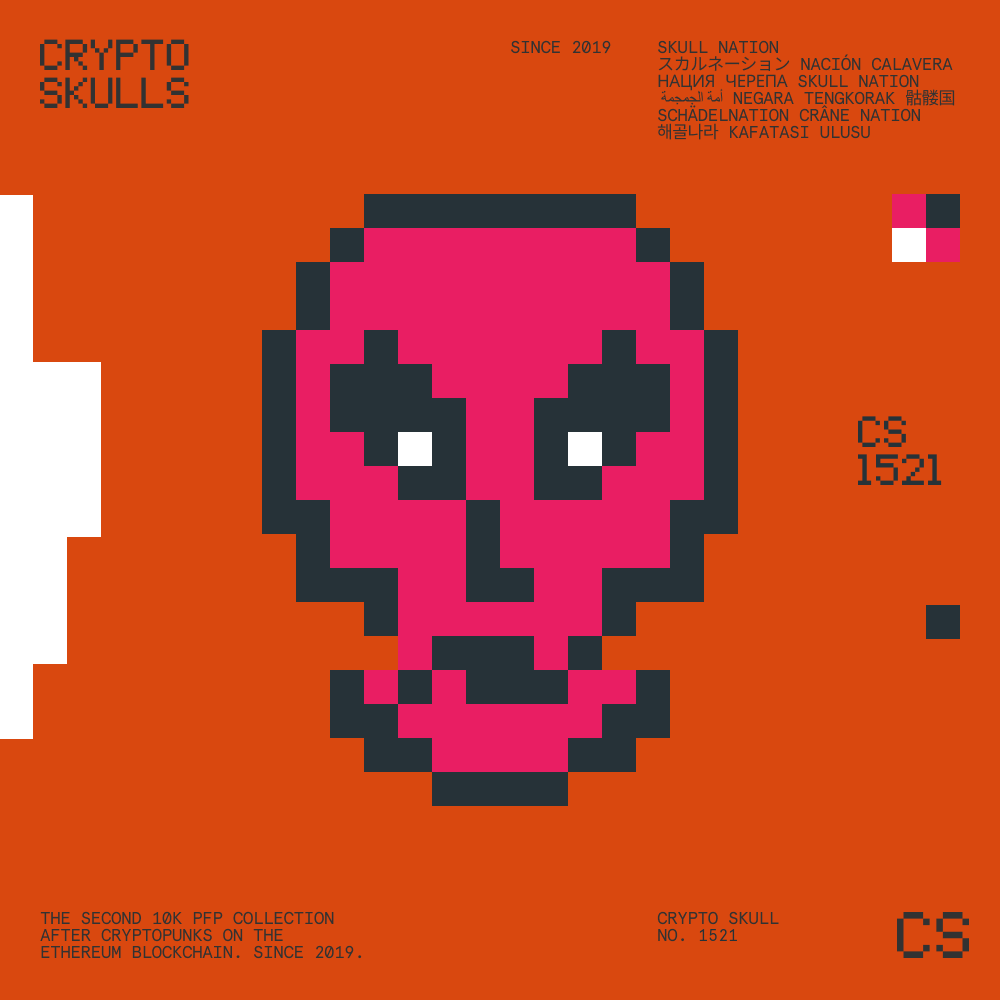 CRYPTO
SKULLS
SINCE 2019
SKULL NATION
スカルネーション NACIÓN CALAVERA
НАЦИЯ ЧЕРЕПА SKULL NATION
أمة الجمجمة NEGARA TENGKORAK 骷髅国
SCHÄDELNATION CRÂNE NATION
해골나라 KAFATASI ULUSU
CS
1521
THE SECOND 10K PFP COLLECTION
AFTER CRYPTOPUNKS ON THE
ETHEREUM BLOCKCHAIN. SINCE 2019.
CRYPTO SKULL
NO. 1521
CS